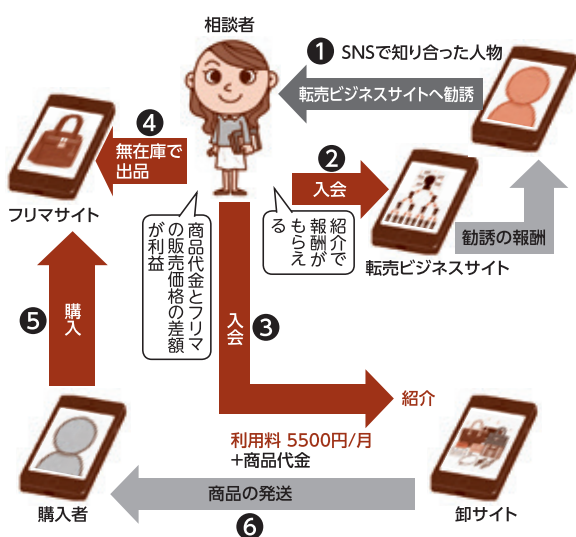 相談者
❶ SNSで知り合った人物
転売ビジネスサイトへ勧誘
❹
無在庫で
出品
フリマサイト
❷
入会
紹介で
報酬が
もらえ
る
転売ビジネスサイト
勧誘の報酬
商品代金とフリマ
の販売価格の差額
が利益
❺
購入
入会
❸
紹介
利用料 5500円/月
+商品代金
購入者
商品の発送
❻
卸サイト